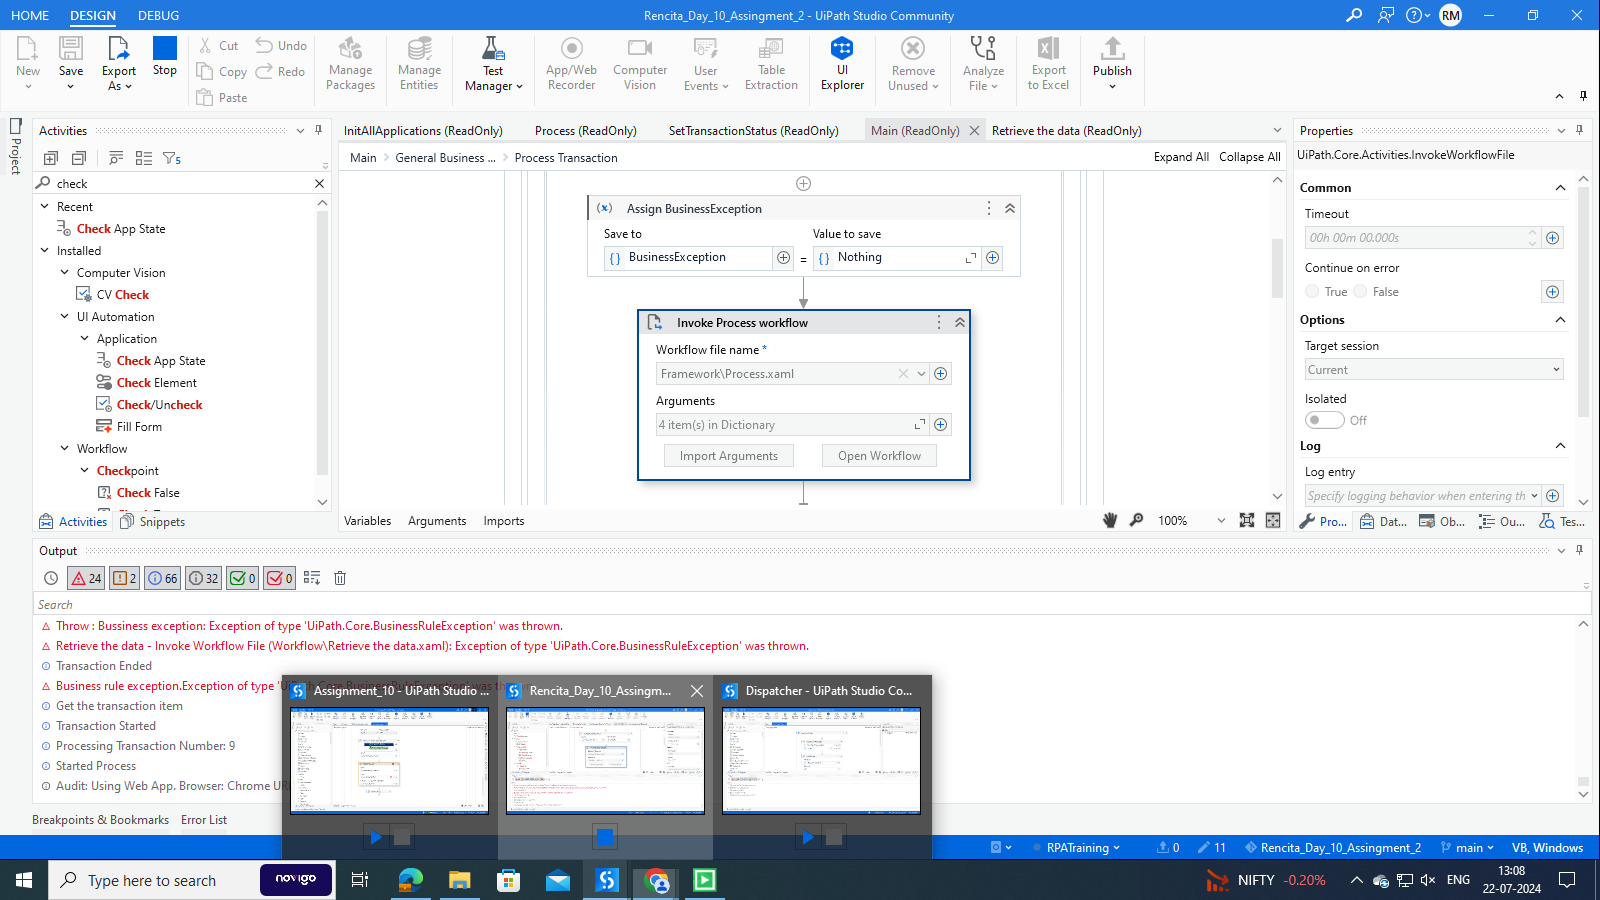 HOME DESIGN DEBUG
Rencita_Day_10_Assingment_2 - UiPath Studio Community
RM
New
Save
Export As
Stop
Cut
Copy
Paste
Undo
Redo
Manage Packages
Manage Entities
Test Manager
App/Web Recorder
Computer Vision
User Events
Table Extraction
UI Explorer
Remove Unused
Analyze File
Export to Excel
Publish
Project
Activities
5
check
Recent
Check App State
Installed
Computer Vision
CV Check
UI Automation
Application
Check App State
Check Element
Check/Uncheck
Fill Form
Workflow
Checkpoint
Check False
Activities Snippets
InitAllApplications (ReadOnly) Process (ReadOnly) SetTransactionStatus (ReadOnly) Main (ReadOnly) Retrieve the data (ReadOnly)
Main > General Business ... > Process Transaction
Expand All Collapse All
(x) Assign BusinessException
Save to Value to save
{} BusinessException = {} Nothing
Invoke Process workflow
Workflow file name *
Framework\Process.xaml
Arguments
4 item(s) in Dictionary
Import Arguments Open Workflow
Variables Arguments Imports
100%
Properties
UiPath.Core.Activities.InvokeWorkflowFile
Common
Timeout
00h 00m 00.000s
Continue on error
True False
Options
Target session
Current
Isolated
Off
Log
Log entry
Specify logging behavior when entering th
Pro... Dat... Ob... Ou... Tes...
Output
24 2 66 32 0 0
Search
Throw : Bussiness exception: Exception of type 'UiPath.Core.BusinessRuleException' was thrown.
Retrieve the data - Invoke Workflow File (Workflow\Retrieve the data.xaml): Exception of type 'UiPath.Core.BusinessRuleException' was thrown.
Transaction Ended
Business rule exception.Exception of type 'UiPath.Core.BusinessRuleException' was thrown.
Get the transaction item
Transaction Started
Processing Transaction Number: 9
Started Process
Audit: Using Web App. Browser: Chrome URL
Assignment_10 - UiPath Studio ...
Rencita_Day_10_Assingm...
Dispatcher - UiPath Studio Co...
Breakpoints & Bookmarks Error List
RPATraining 0 11 Rencita_Day_10_Assingment_2 main VB, Windows
Type here to search
novigo
NIFTY -0.20%
ENG
13:08
22-07-2024